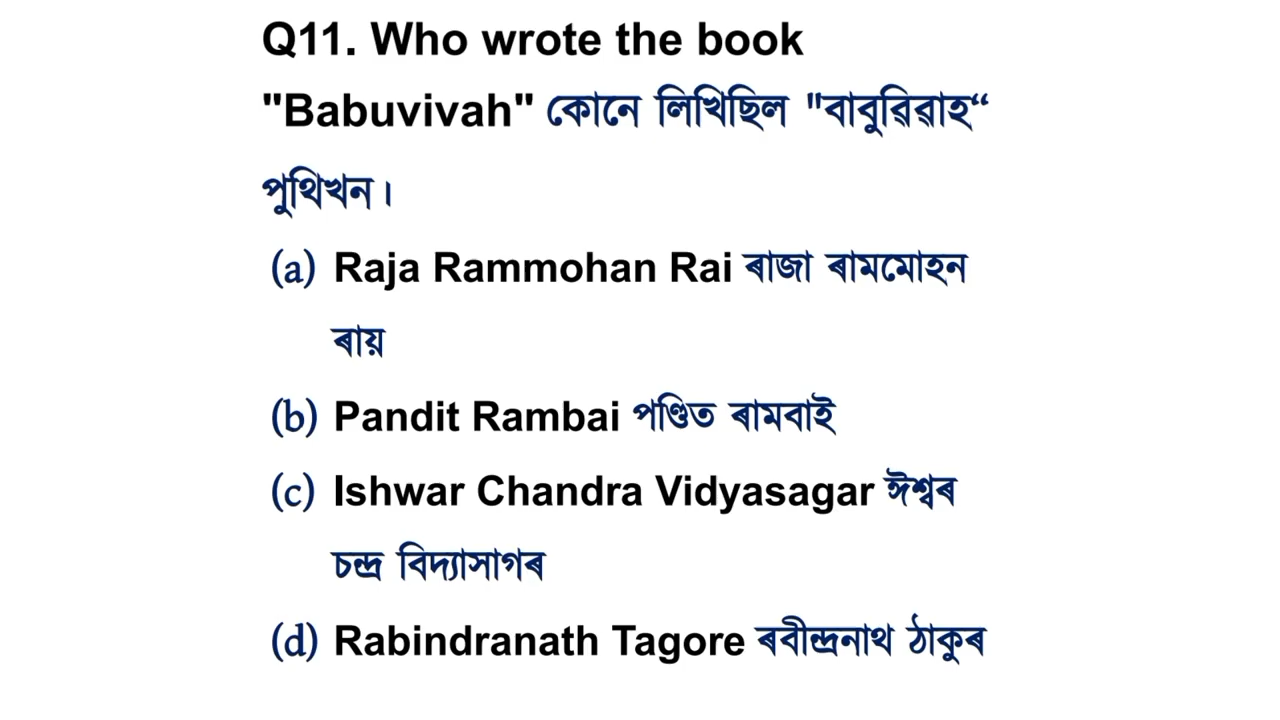 Q11. Who wrote the book
"Babuvivah" কোনে লিখিছিল "বাবুৱিৱাহ“
পুথিখন।
(a) Raja Rammohan Rai ৰাজা ৰামমোহন
ৰায়
(b) Pandit Rambai পণ্ডিত ৰামবাই
(c) Ishwar Chandra Vidyasagar ঈশ্বৰ
চন্দ্ৰ বিদ্যাসাগৰ
(d) Rabindranath Tagore ৰবীন্দ্ৰনাথ ঠাকুৰ